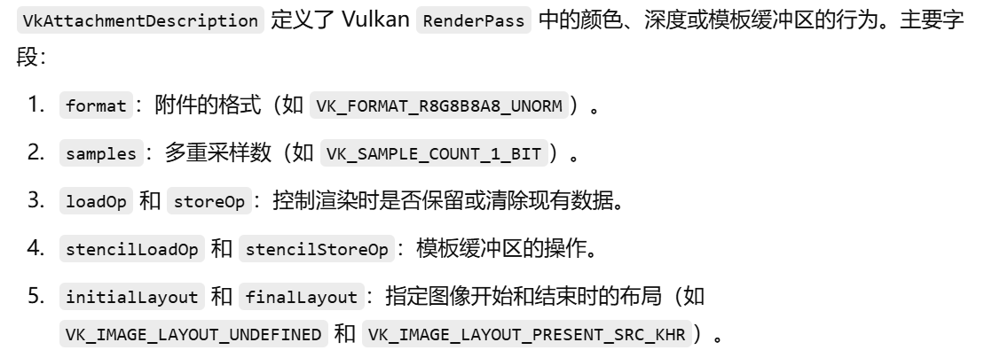 VkAttachmentDescription 定义了 Vulkan RenderPass 中的颜色、深度或模板缓冲区的行为。主要字
段：
1. format：附件的格式（如 VK_FORMAT_R8G8B8A8_UNORM）。
2. samples：多重采样数（如 VK_SAMPLE_COUNT_1_BIT）。
3. loadOp 和 storeOp：控制渲染时是否保留或清除现有数据。
4. stencilLoadOp 和 stencilStoreOp：模板缓冲区的操作。
5. initialLayout 和 finalLayout：指定图像开始和结束时的布局（如
VK_IMAGE_LAYOUT_UNDEFINED 和 VK_IMAGE_LAYOUT_PRESENT_SRC_KHR）。